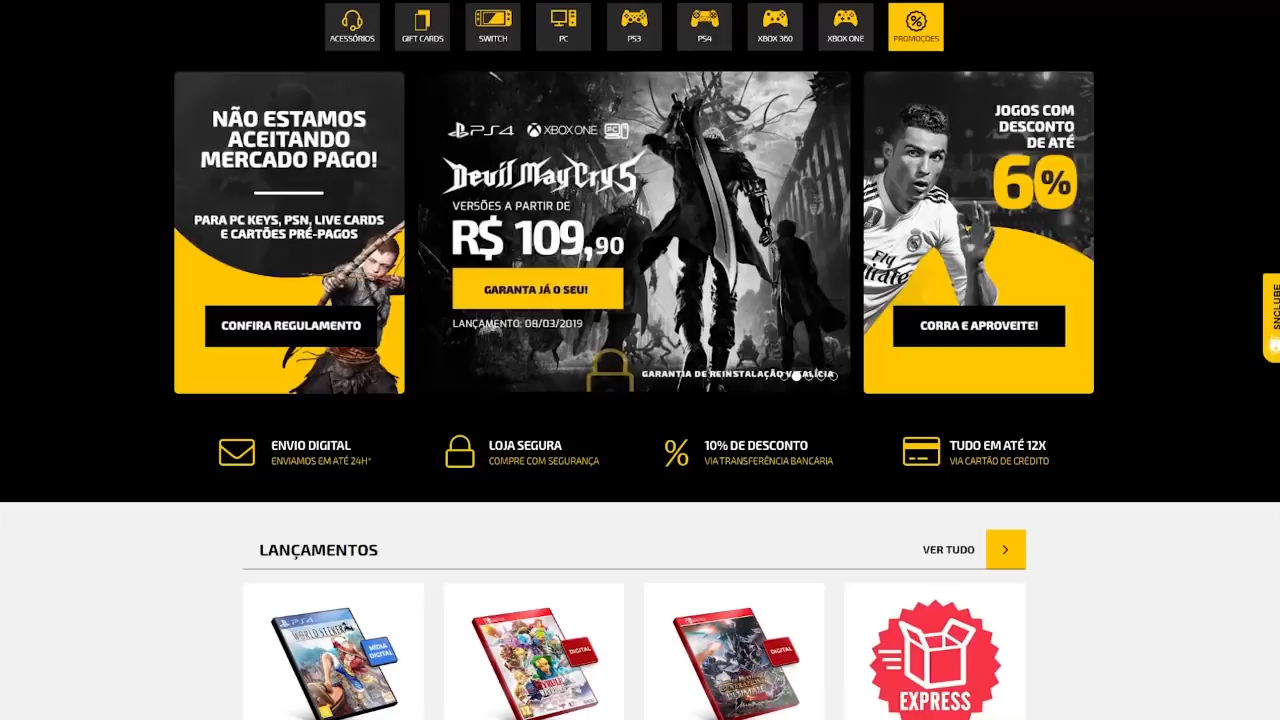 ACESSÓRIOS
GIFT CARDS
SWITCH
PC
PS3
PS4
XBOX 360
XBOX ONE
PROMOÇÕES
NÃO ESTAMOS
ACEITANDO
MERCADO PAGO!
PARA PC KEYS, PSN, LIVE CARDS
E CARTÕES PRÉ-PAGOS
CONFIRA REGULAMENTO
PS4 XBOX ONE PC
Devil May Cry 5
VERSÕES A PARTIR DE
R$ 109,90
GARANTA JÁ O SEU!
LANÇAMENTO: 08/03/2019
GARANTIA DE REINSTALAÇÃO VITALÍCIA
JOGOS COM
DESCONTO
DE ATÉ
60%
Fly
Emirates
CORRA E APROVEITE!
SNCLUBE
ENVIO DIGITAL
ENVIAMOS EM ATÉ 24H*
LOJA SEGURA
COMPRE COM SEGURANÇA
10% DE DESCONTO
VIA TRANSFERÊNCIA BANCÁRIA
TUDO EM ATÉ 12X
VIA CARTÃO DE CRÉDITO
LANÇAMENTOS
VER TUDO
PS4
WORLD SEEKER
MÍDIA
DIGITAL
DIGITAL
GENERATIONS
ULTIMATE
DIGITAL
EXPRESS